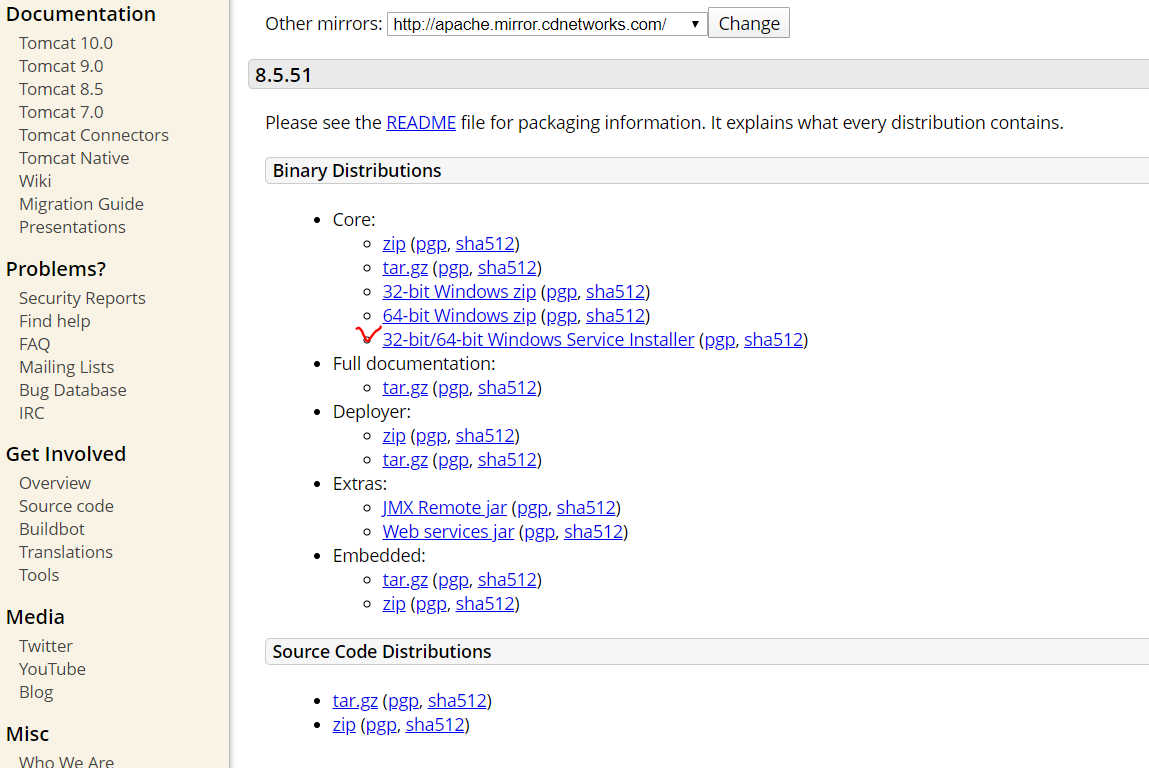 Documentation
Tomcat 10.0
Tomcat 9.0
Tomcat 8.5
Tomcat 7.0
Tomcat Connectors
Tomcat Native
Wiki
Migration Guide
Presentations
Problems?
Security Reports
Find help
FAQ
Mailing Lists
Bug Database
IRC
Get Involved
Overview
Source code
Buildbot
Translations
Tools
Media
Twitter
YouTube
Blog
Misc
Who We Are
Other mirrors: http://apache.mirror.cdnetworks.com/ Change
8.5.51
Please see the README file for packaging information. It explains what every distribution contains.
Binary Distributions
Core:
zip (pgp, sha512)
tar.gz (pgp, sha512)
32-bit Windows zip (pgp, sha512)
64-bit Windows zip (pgp, sha512)
32-bit/64-bit Windows Service Installer (pgp, sha512)
Full documentation:
tar.gz (pgp, sha512)
Deployer:
zip (pgp, sha512)
tar.gz (pgp, sha512)
Extras:
JMX Remote jar (pgp, sha512)
Web services jar (pgp, sha512)
Embedded:
tar.gz (pgp, sha512)
zip (pgp, sha512)
Source Code Distributions
tar.gz (pgp, sha512)
zip (pgp, sha512)